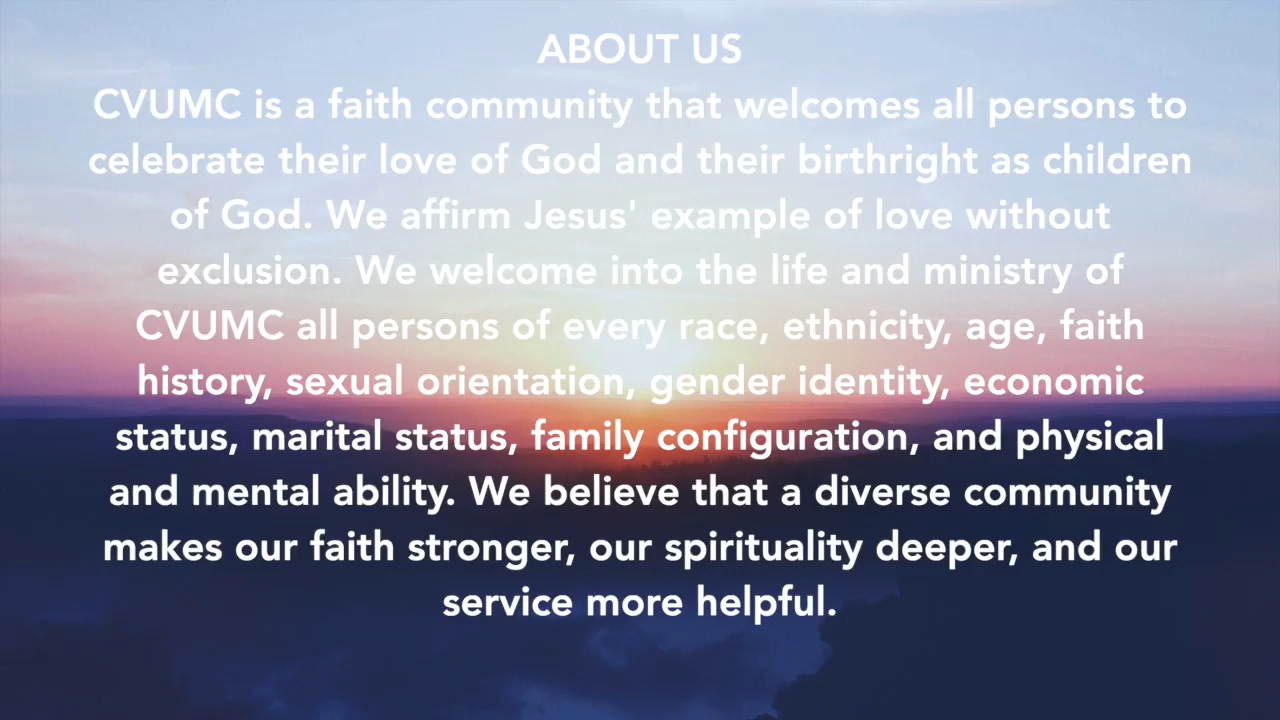 ABOUT US
CVUMC is a faith community that welcomes all persons to
celebrate their love of God and their birthright as children
of God. We affirm Jesus' example of love without
exclusion. We welcome into the life and ministry of
CVUMC all persons of every race, ethnicity, age, faith
history, sexual orientation, gender identity, economic
status, marital status, family configuration, and physical
and mental ability. We believe that a diverse community
makes our faith stronger, our spirituality deeper, and our
service more helpful.